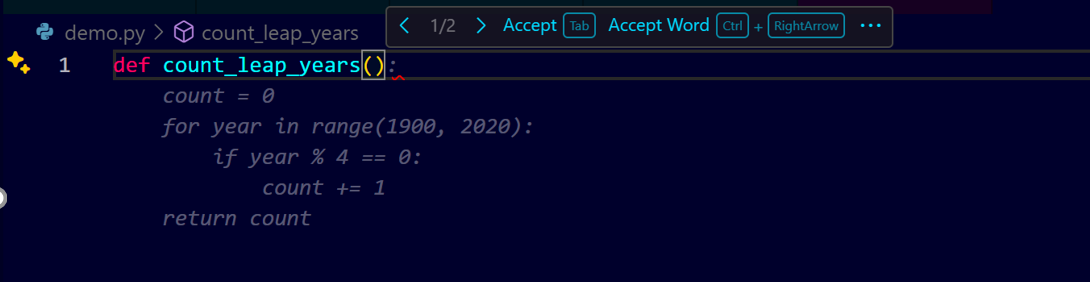 1/2 Accept Tab Accept Word Ctrl + RightArrow ...
demo.py > count_leap_years
1 def count_leap_years():
count = 0
for year in range(1900, 2020):
if year % 4 == 0:
count += 1
return count